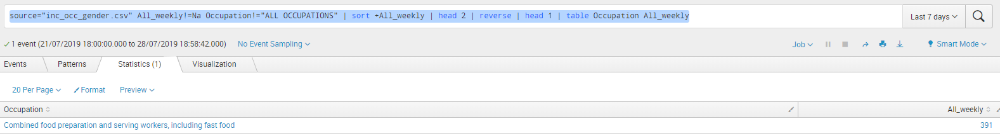 source="inc_occ_gender.csv" All_weekly!=Na Occupation!="ALL OCCUPATIONS" | sort +All_weekly | head 2 | reverse | head 1 | table Occupation All_weekly
Last 7 days
1 event (21/07/2019 18:00:00.000 to 28/07/2019 18:58:42.000) No Event Sampling Job Smart Mode
Events Patterns Statistics (1) Visualization
20 Per Page Format Preview
Occupation All_weekly
Combined food preparation and serving workers, including fast food 391